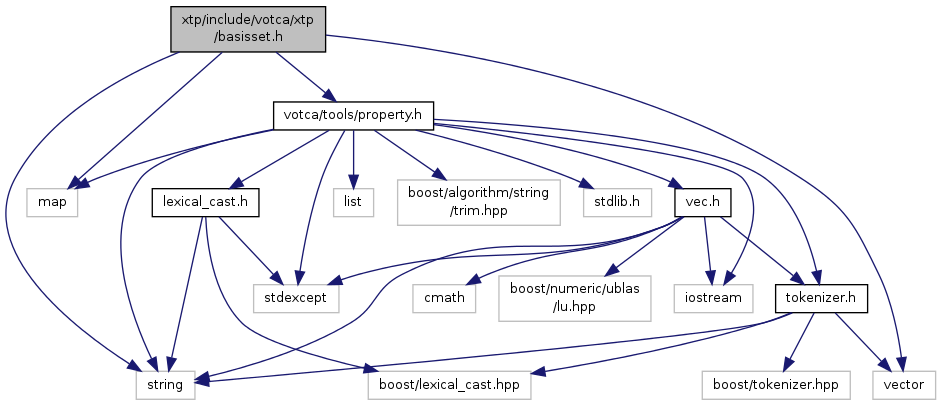 xtp/include/votca/xtp
/basisset.h
votca/tools/property.h
map
lexical_cast.h
list
boost/algorithm/string
/trim.hpp
stdlib.h
vec.h
stdexcept
cmath
boost/numeric/ublas
/lu.hpp
iostream
tokenizer.h
string
boost/lexical_cast.hpp
boost/tokenizer.hpp
vector